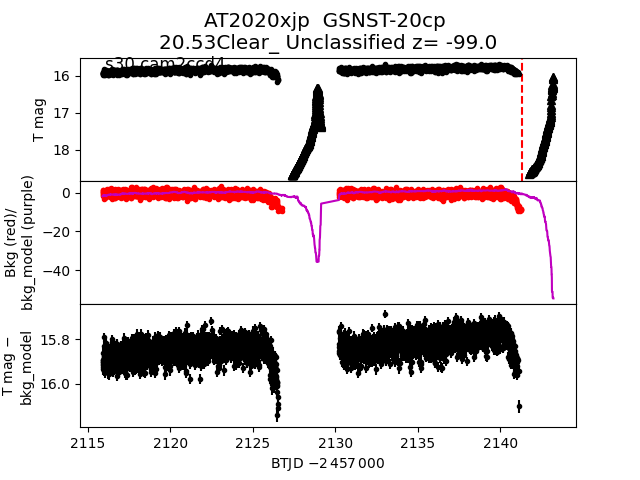 AT2020xjp  GSNST-20cp
20.53Clear_ Unclassified z= -99.0
s30 cam2ccd4
16
17
18
T mag
0
−20
−40
Bkg (red)/
bkg_model (purple)
15.8
16.0
T mag −
bkg_model
2115 2120 2125 2130 2135 2140
BTJD −2 457 000